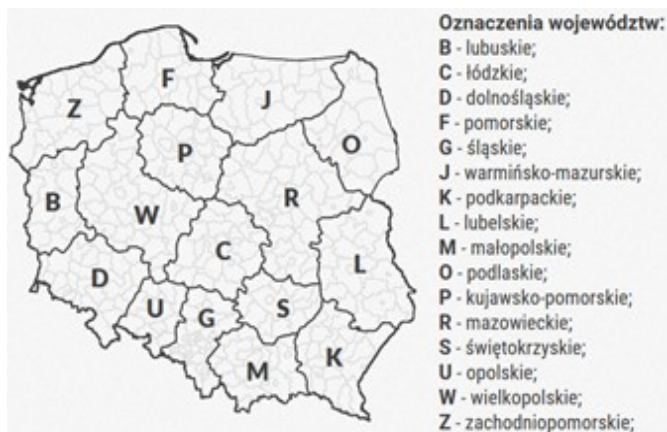 Oznaczenia województw:
B - lubuskie;
C - łódzkie;
D - dolnośląskie;
F - pomorskie;
G - śląskie;
J - warmińsko-mazurskie;
K - podkarpackie;
L - lubelskie;
M - małopolskie;
O - podlaskie;
P - kujawsko-pomorskie;
R - mazowieckie;
S - świętokrzyskie;
U - opolskie;
W - wielkopolskie;
Z - zachodniopomorskie;
F
Z
J
O
P
B
W
R
C
L
D
U
G
S
M
K